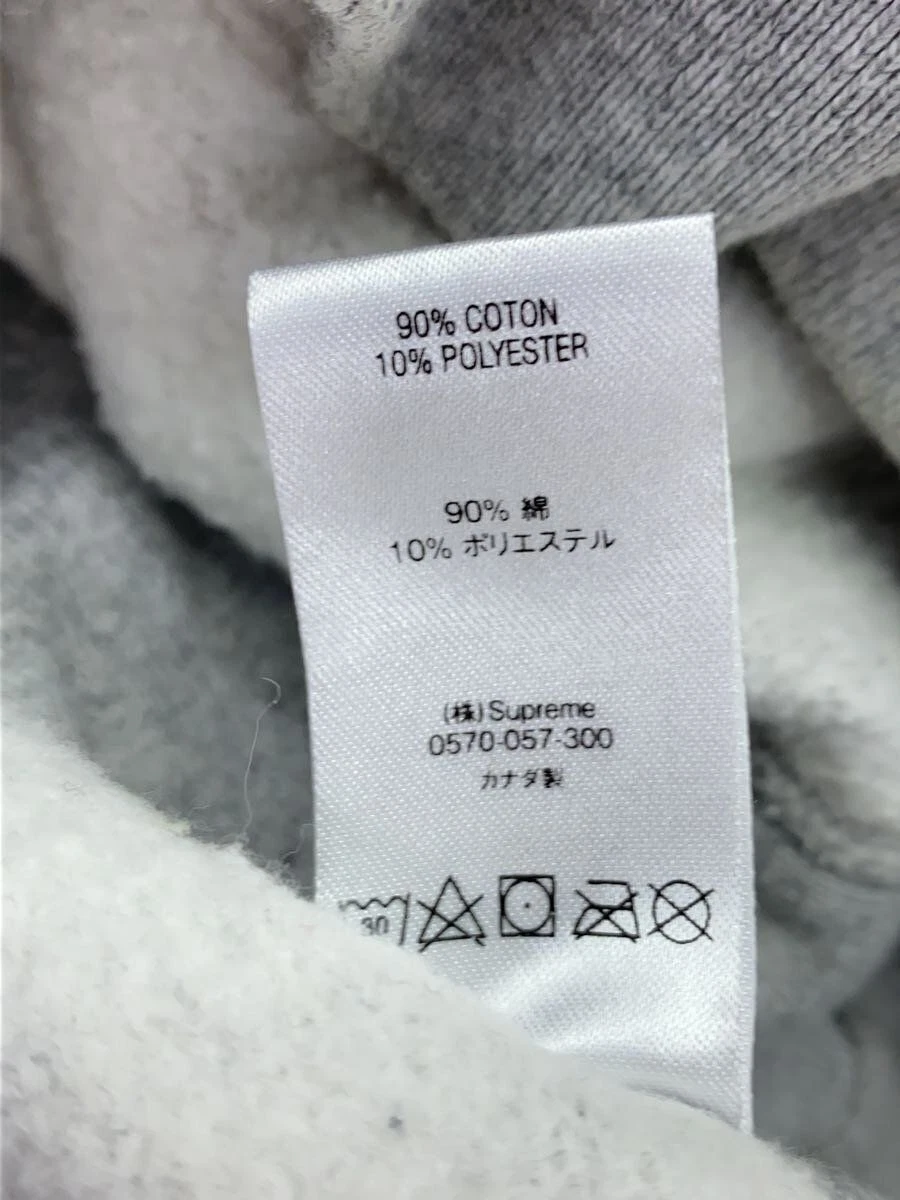 90% COTON
10% POLYESTER
90% 綿
10% ポリエステル
(株)Supreme
0570-057-300
カナダ製
30